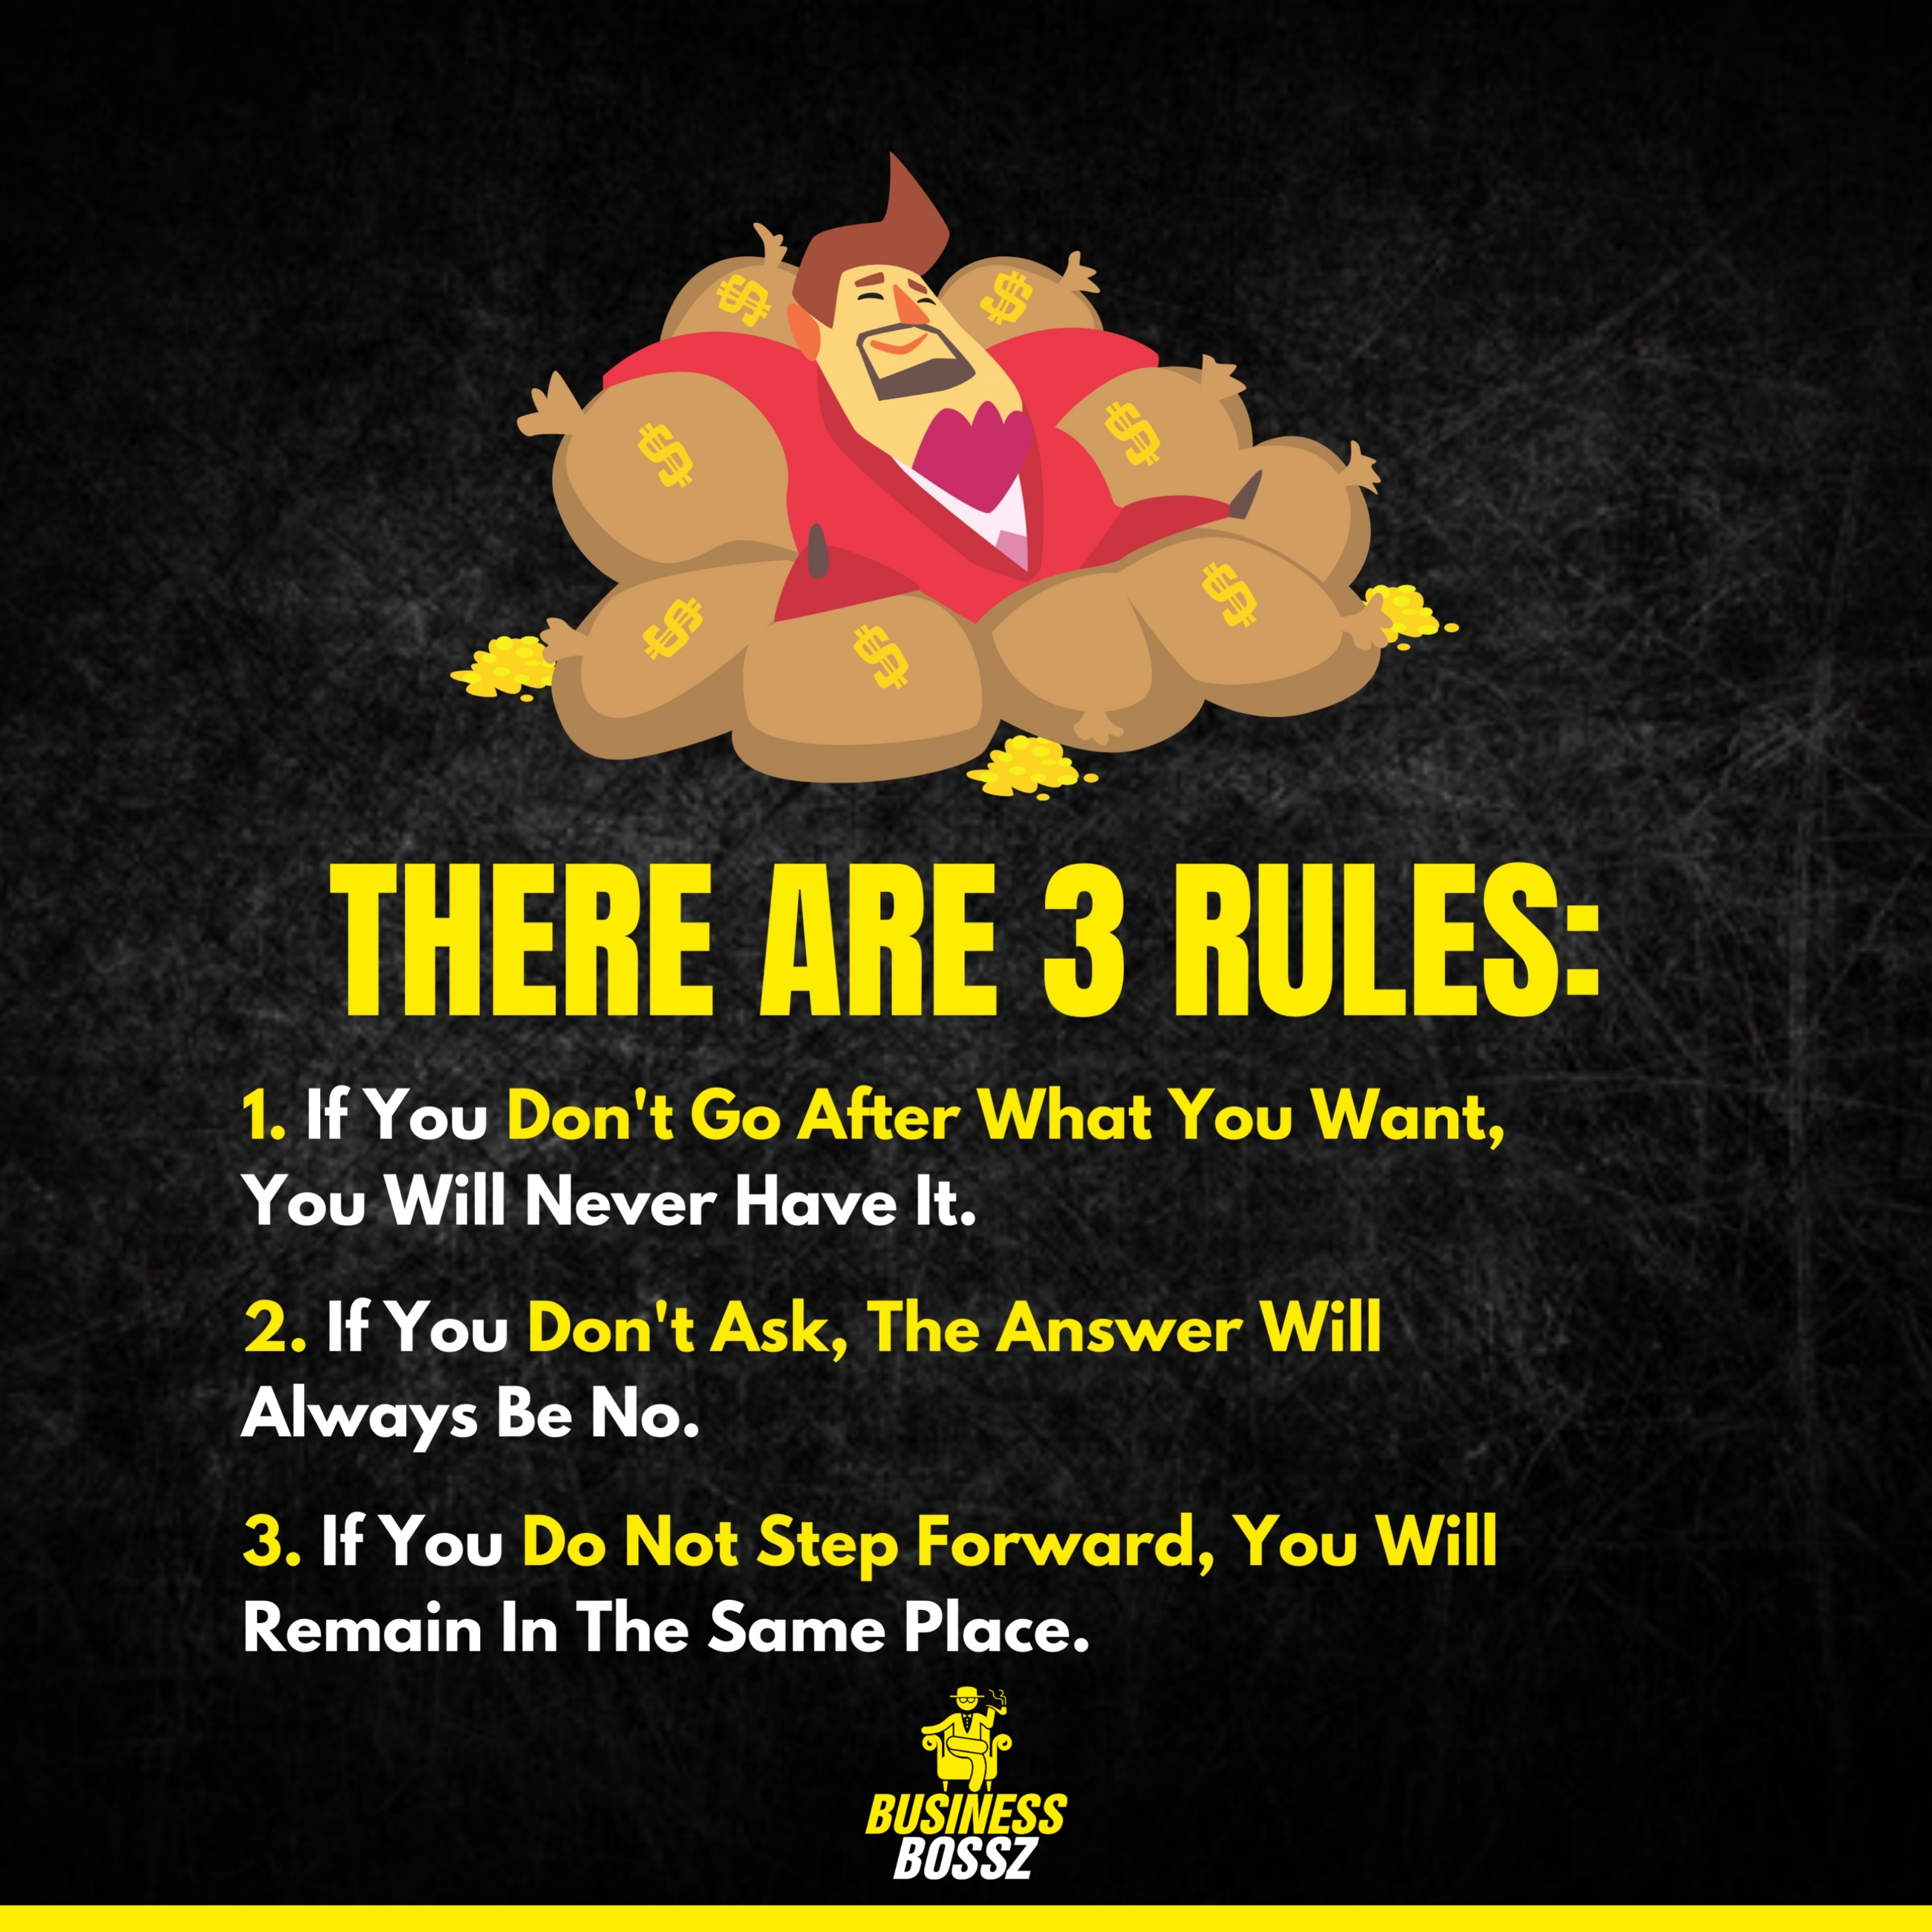 THERE ARE 3 RULES:
1. If You Don't Go After What You Want,
You Will Never Have It.
2. If You Don't Ask, The Answer Will
Always Be No.
3. If You Do Not Step Forward, You Will
Remain In The Same Place.
BUSINESS
BOSSZ